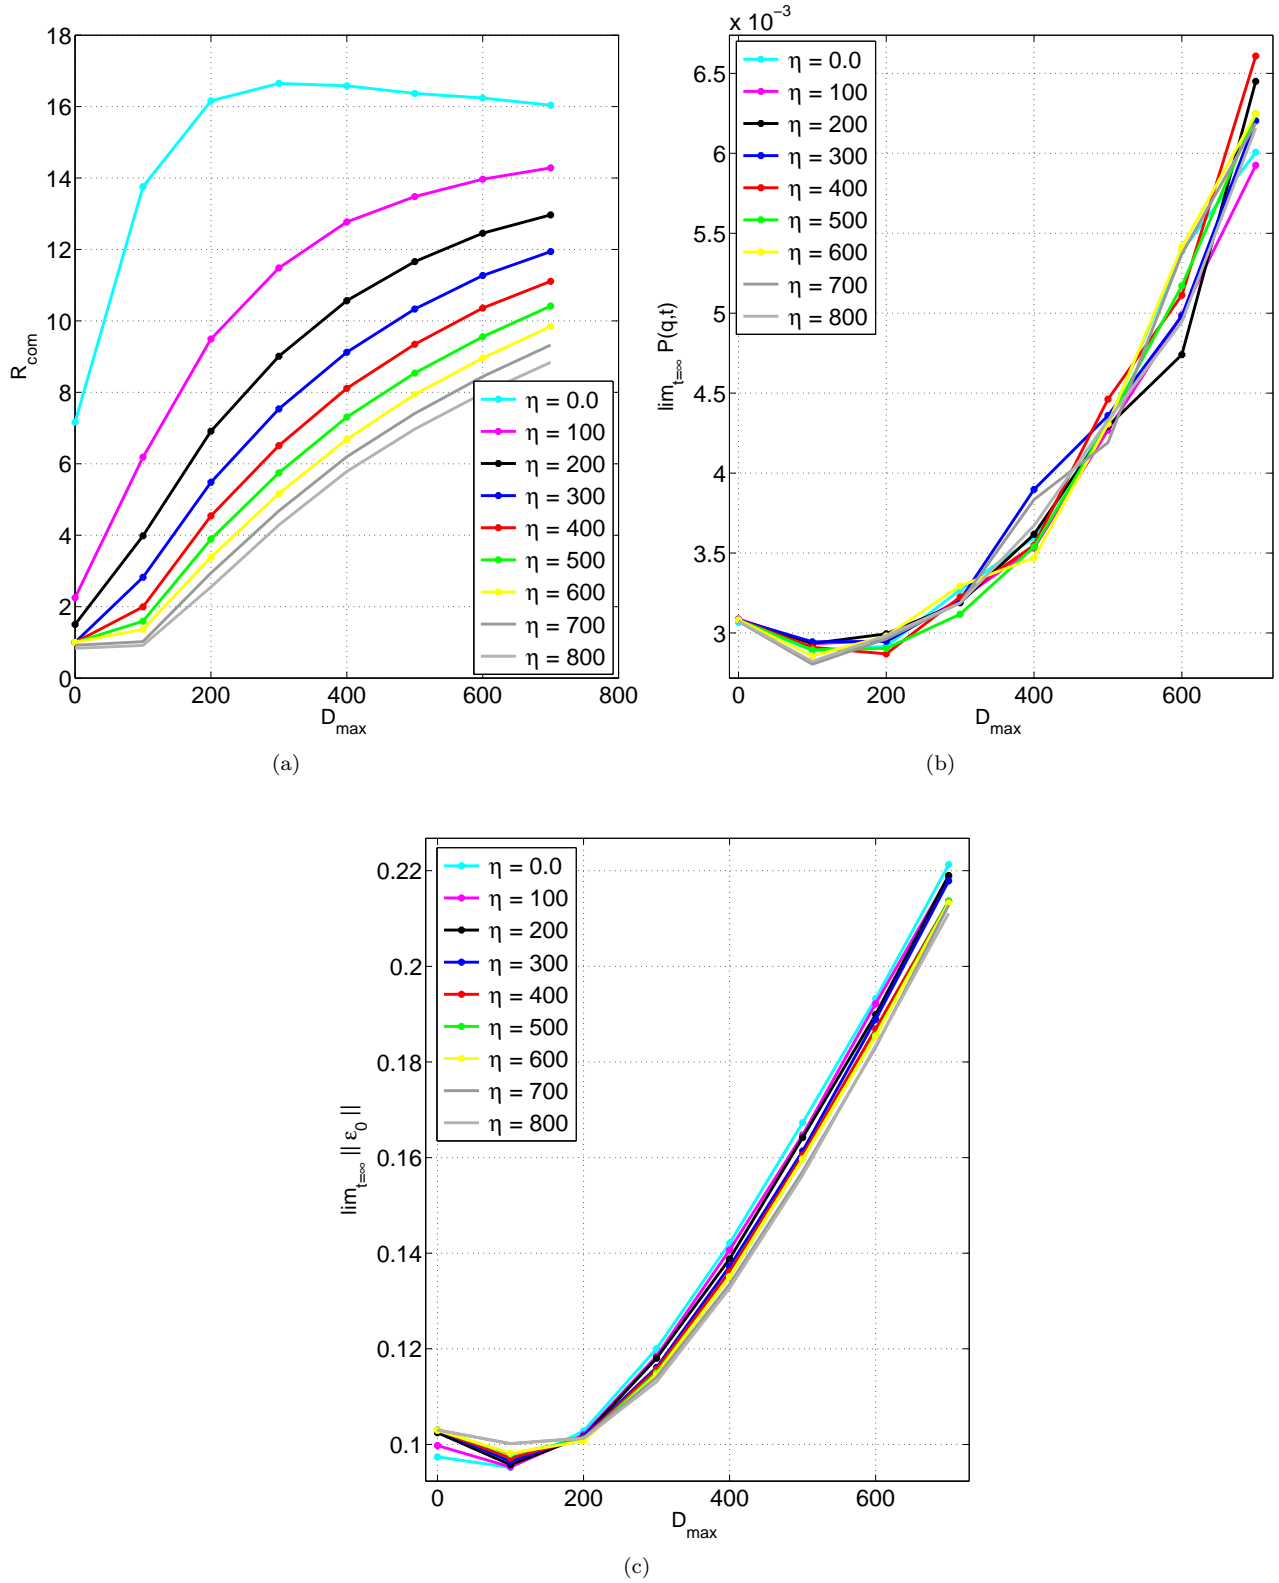 18
16
14
12
10
8
6
4
2
0
R_com
0 200 400 600 800
D_max
η = 0.0
η = 100
η = 200
η = 300
η = 400
η = 500
η = 600
η = 700
η = 800
(a)
x 10^−3
6.5
6
5.5
5
4.5
4
3.5
3
lim_t=∞ P(q,t)
0 200 400 600
D_max
η = 0.0
η = 100
η = 200
η = 300
η = 400
η = 500
η = 600
η = 700
η = 800
(b)
0.22
0.2
0.18
0.16
0.14
0.12
0.1
lim_t=∞ || ε_0 ||
0 200 400 600
D_max
η = 0.0
η = 100
η = 200
η = 300
η = 400
η = 500
η = 600
η = 700
η = 800
(c)